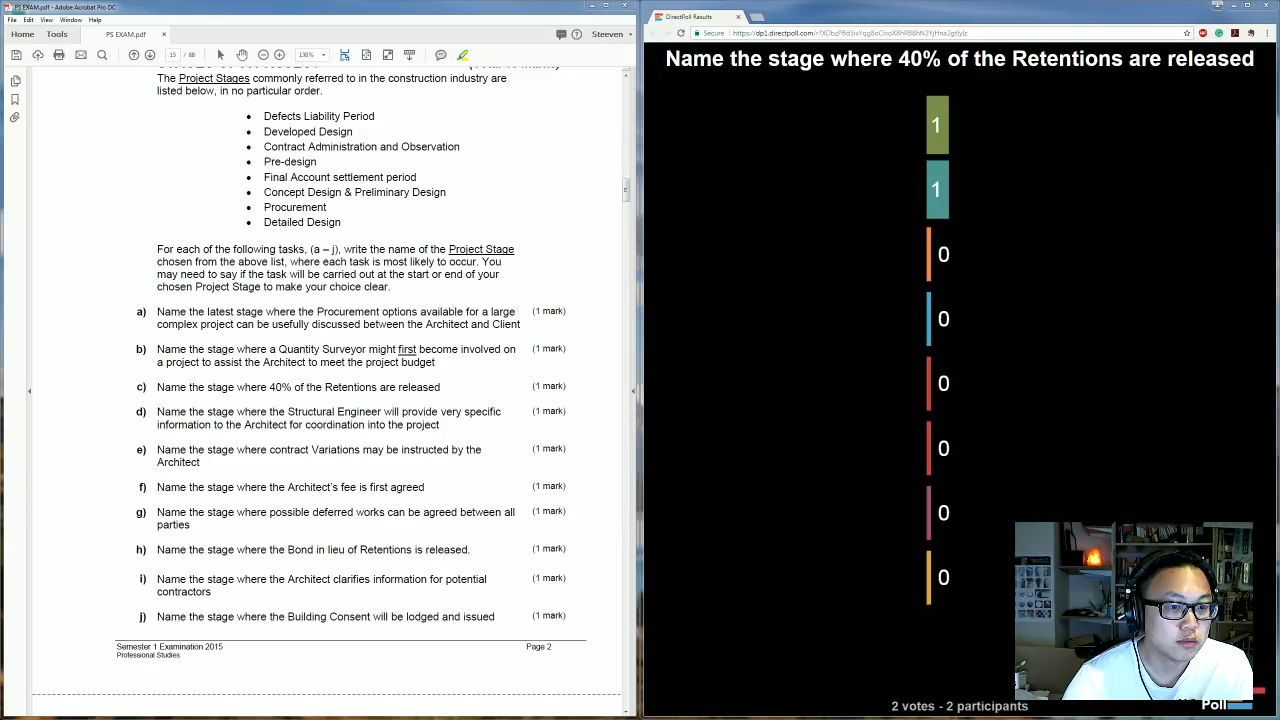 PS EXAM.pdf - Adobe Acrobat Pro DC
File Edit View Window Help
Home Tools PS EXAM.pdf × Steeven
15 / 88 130%
The Project Stages commonly referred to in the construction industry are
listed below, in no particular order.
• Defects Liability Period
• Developed Design
• Contract Administration and Observation
• Pre-design
• Final Account settlement period
• Concept Design & Preliminary Design
• Procurement
• Detailed Design
For each of the following tasks, (a – j), write the name of the Project Stage
chosen from the above list, where each task is most likely to occur. You
may need to say if the task will be carried out at the start or end of your
chosen Project Stage to make your choice clear.
a) Name the latest stage where the Procurement options available for a large (1 mark)
complex project can be usefully discussed between the Architect and Client
b) Name the stage where a Quantity Surveyor might first become involved on (1 mark)
a project to assist the Architect to meet the project budget
c) Name the stage where 40% of the Retentions are released (1 mark)
d) Name the stage where the Structural Engineer will provide very specific (1 mark)
information to the Architect for coordination into the project
e) Name the stage where contract Variations may be instructed by the (1 mark)
Architect
f) Name the stage where the Architect's fee is first agreed (1 mark)
g) Name the stage where possible deferred works can be agreed between all (1 mark)
parties
h) Name the stage where the Bond in lieu of Retentions is released. (1 mark)
i) Name the stage where the Architect clarifies information for potential (1 mark)
contractors
j) Name the stage where the Building Consent will be lodged and issued (1 mark)
Semester 1 Examination 2015 Page 2
Professional Studies
DirectPoll Results ×
Secure
Name the stage where 40% of the Retentions are released
1
1
0
0
0
0
0
0
2 votes - 2 participants
Poll